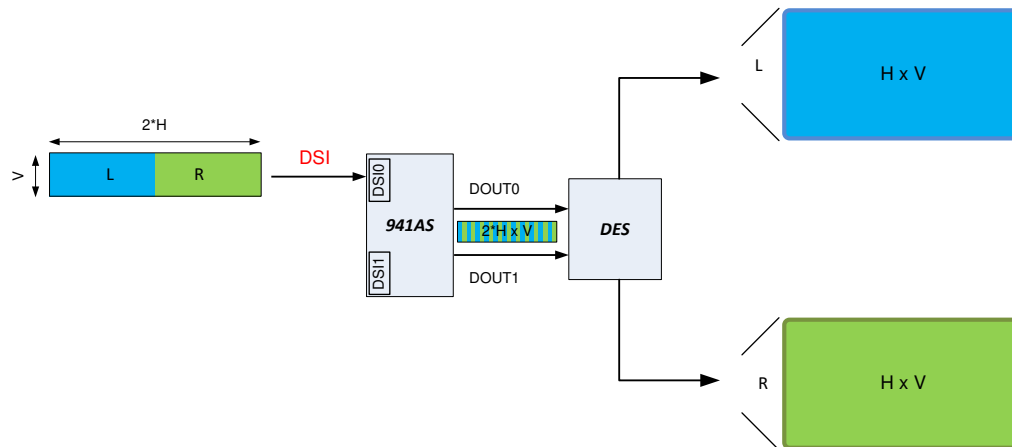 2*H
V
L
R
DSI
DSI0
941AS
DSI1
DOUT0
2*H x V
DOUT1
DES
L
H x V
R
H x V